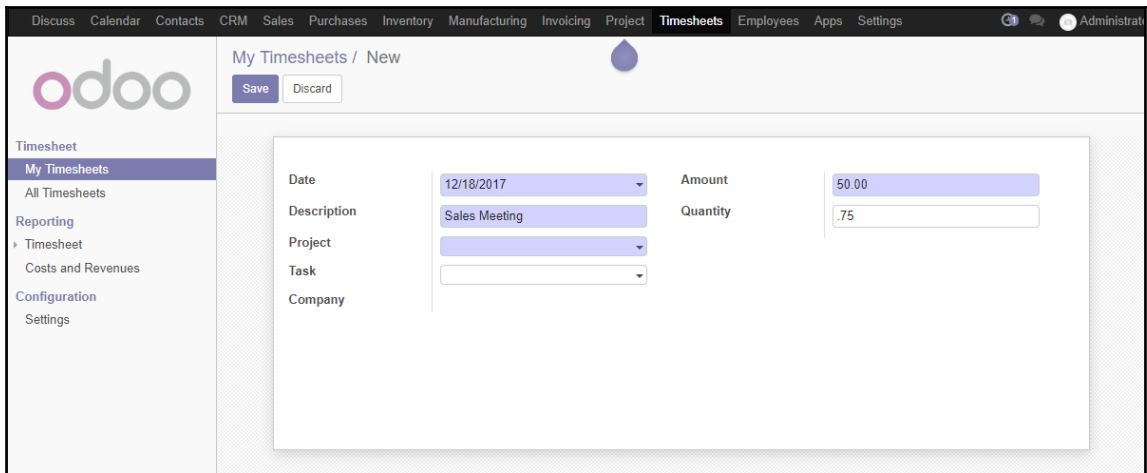 Discuss Calendar Contacts CRM Sales Purchases Inventory Manufacturing Invoicing Project Timesheets Employees Apps Settings 1 Administrat
odoo
My Timesheets / New
Save Discard
Timesheet
My Timesheets
All Timesheets
Reporting
Timesheet
Costs and Revenues
Configuration
Settings
Date 12/18/2017 Amount 50.00
Description Sales Meeting Quantity .75
Project
Task
Company